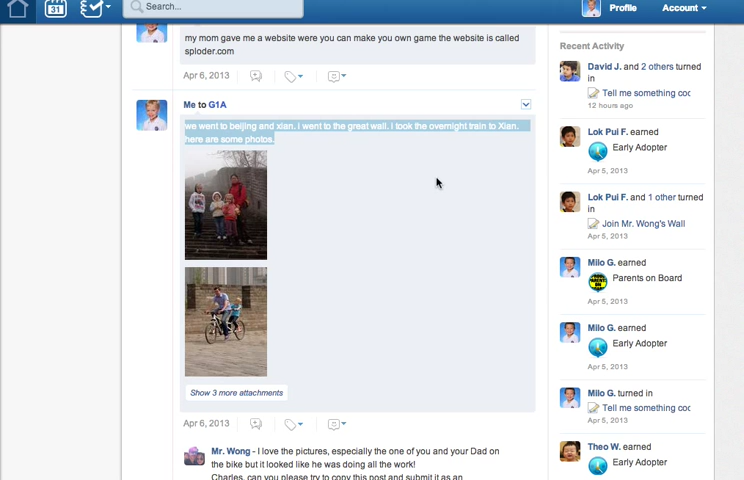 31
Search...
Profile
Account
my mom gave me a website were you can make you own game the website is called
sploder.com
Apr 6, 2013
Me to G1A
we went to beijing and xian. i went to the great wall. i took the overnight train to Xian.
here are some photos.
Show 3 more attachments
Apr 6, 2013
Mr. Wong - I love the pictures, especially the one of you and your Dad on
the bike but it looked like he was doing all the work!
Charles, can you please try to copy this post and submit it as an
Recent Activity
David J. and 2 others turned
in
Tell me something coc
12 hours ago
Lok Pui F. earned
Early Adopter
Apr 5, 2013
Lok Pui F. and 1 other turned
in
Join Mr. Wong's Wall
Apr 5, 2013
Milo G. earned
Parents on Board
Apr 5, 2013
Milo G. earned
Early Adopter
Apr 5, 2013
Milo G. turned in
Tell me something coc
Apr 5, 2013
Theo W. earned
Early Adopter